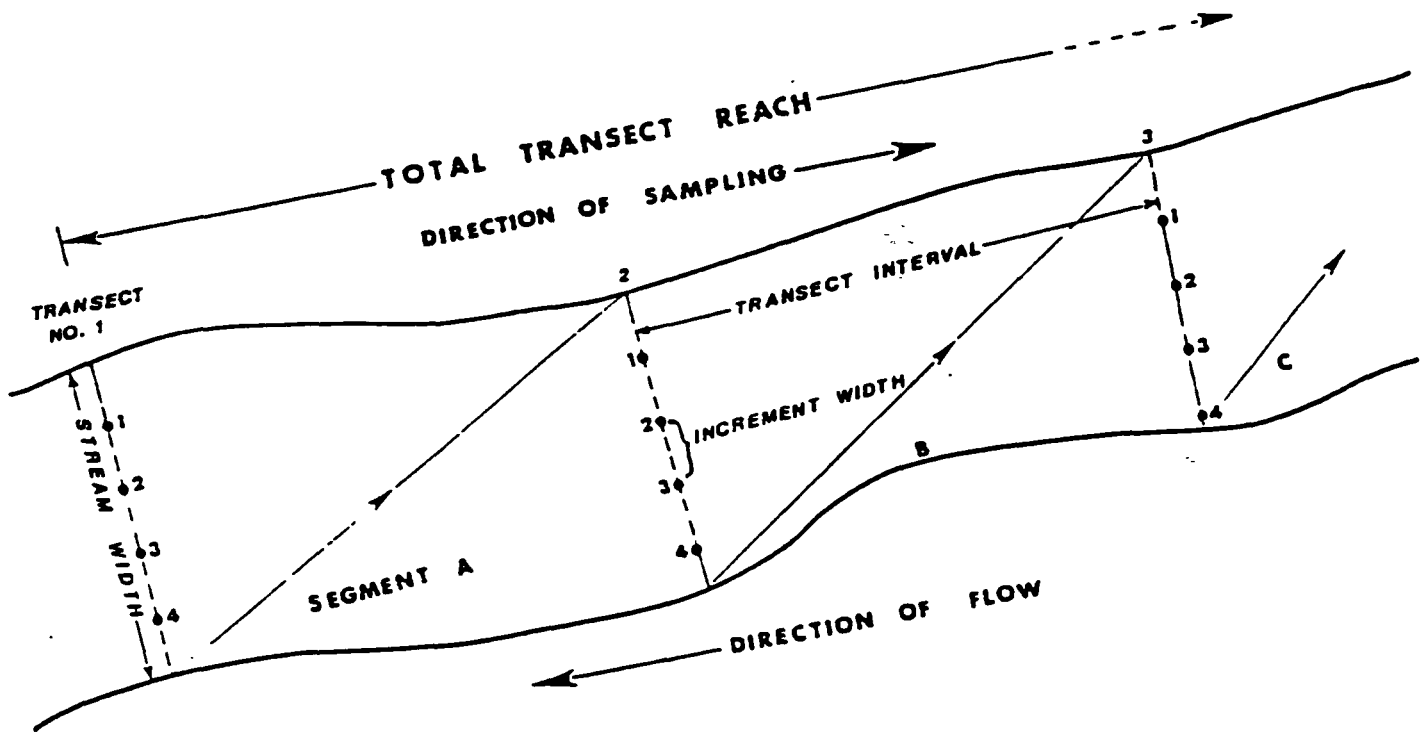 TOTAL TRANSECT REACH
DIRECTION OF SAMPLING
3
1
2
3
4
C
TRANSECT INTERVAL
2
1
2
3
4
INCREMENT WIDTH
B
TRANSECT
NO. 1
1
2
3
4
STREAM WIDTH
SEGMENT A
DIRECTION OF FLOW